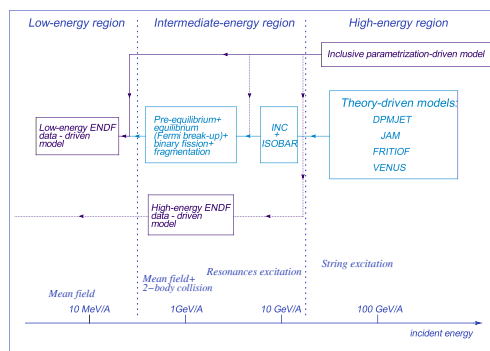 Low-energy region
Intermediate-energy region
High-energy region
Inclusive parametrization-driven model
Theory-driven models:
DPMJET
JAM
FRITIOF
VENUS
Low-energy ENDF
data - driven
model
Pre-equilibrium+
equilibrium
(Fermi break-up)+
binary fission+
fragmentation
INC
+
ISOBAR
High-energy ENDF
data - driven
model
Mean field
Mean field+
2-body collision
Resonances excitation
String excitation
10 MeV/A
1GeV/A
10 GeV/A
100 GeV/A
incident energy